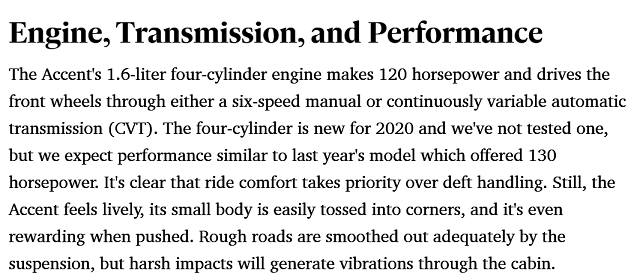 Engine, Transmission, and Performance
The Accent's 1.6-liter four-cylinder engine makes 120 horsepower and drives the
front wheels through either a six-speed manual or continuously variable automatic
transmission (CVT). The four-cylinder is new for 2020 and we've not tested one,
but we expect performance similar to last year's model which offered 130
horsepower. It's clear that ride comfort takes priority over deft handling. Still, the
Accent feels lively, its small body is easily tossed into corners, and it's even
rewarding when pushed. Rough roads are smoothed out adequately by the
suspension, but harsh impacts will generate vibrations through the cabin.